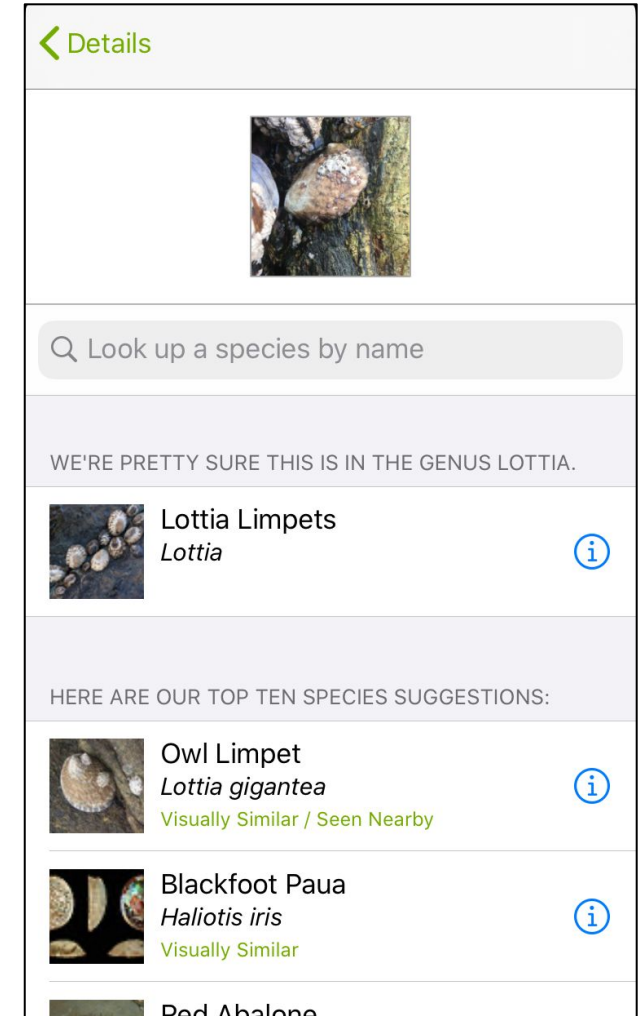 Details
Look up a species by name
WE'RE PRETTY SURE THIS IS IN THE GENUS LOTTIA.
Lottia Limpets
Lottia
HERE ARE OUR TOP TEN SPECIES SUGGESTIONS:
Owl Limpet
Lottia gigantea
Visually Similar / Seen Nearby
Blackfoot Paua
Haliotis iris
Visually Similar
Red Abalone